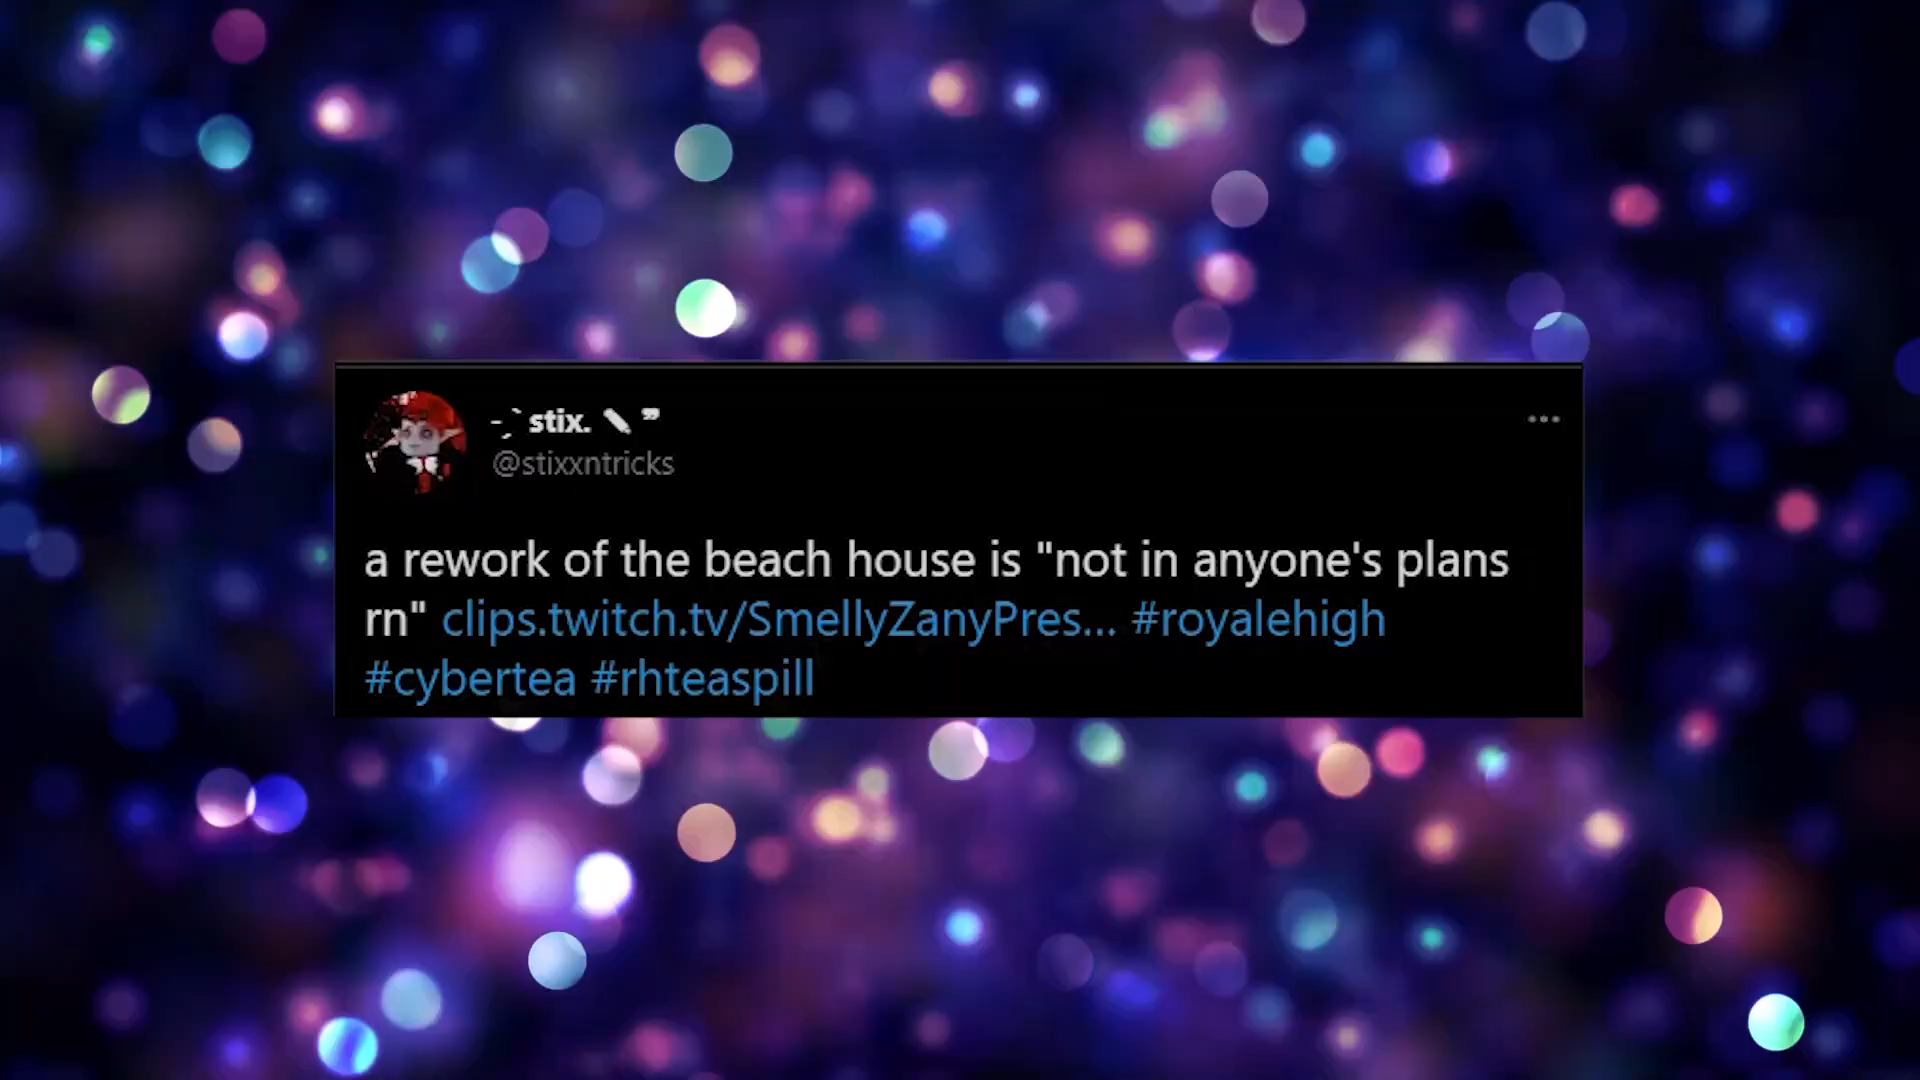 -ˏˋ stix. ✎ ❞
@stixxntricks
a rework of the beach house is "not in anyone's plans
rn" clips.twitch.tv/SmellyZanyPres... #royalehigh
#cybertea #rhteaspill